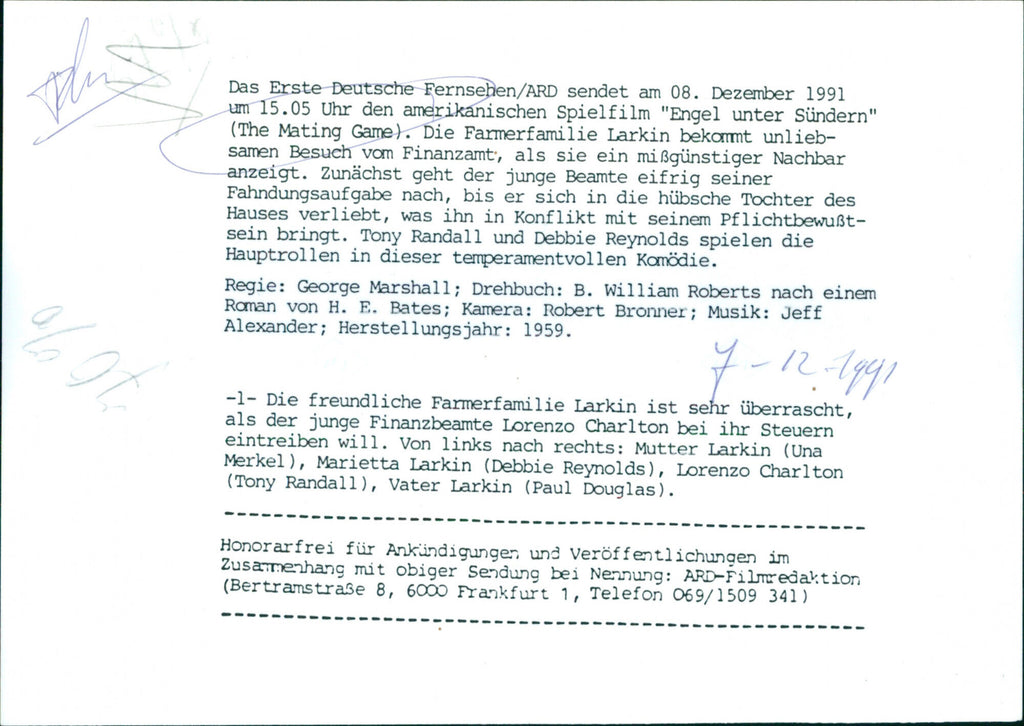 Das Erste Deutsche Fernsehen/ARD sendet am 08. Dezember 1991
um 15.05 Uhr den amerikanischen Spielfilm "Engel unter Sündern"
(The Mating Game). Die Farmerfamilie Larkin bekommt unlieb-
samen Besuch vom Finanzamt, als sie ein mißgünstiger Nachbar
anzeigt. Zunächst geht der junge Beamte eifrig seiner
Fahndungsaufgabe nach, bis er sich in die hübsche Tochter des
Hauses verliebt, was ihn in Konflikt mit seinem Pflichtbewußt-
sein bringt. Tony Randall und Debbie Reynolds spielen die
Hauptrollen in dieser temperamentvollen Komödie.
Regie: George Marshall; Drehbuch: B. William Roberts nach einem
Roman von H. E. Bates; Kamera: Robert Bronner; Musik: Jeff
Alexander; Herstellungsjahr: 1959.
7-12-1991
-1- Die freundliche Farmerfamilie Larkin ist sehr überrascht,
als der junge Finanzbeamte Lorenzo Charlton bei ihr Steuern
eintreiben will. Von links nach rechts: Mutter Larkin (Una
Merkel), Marietta Larkin (Debbie Reynolds), Lorenzo Charlton
(Tony Randall), Vater Larkin (Paul Douglas).
Honorarfrei für Ankündigungen und Veröffentlichungen im
Zusammenhang mit obiger Sendung bei Nennung: ARD-Filmredaktion
(Bertramstraße 8, 6000 Frankfurt 1, Telefon 069/1509 341)